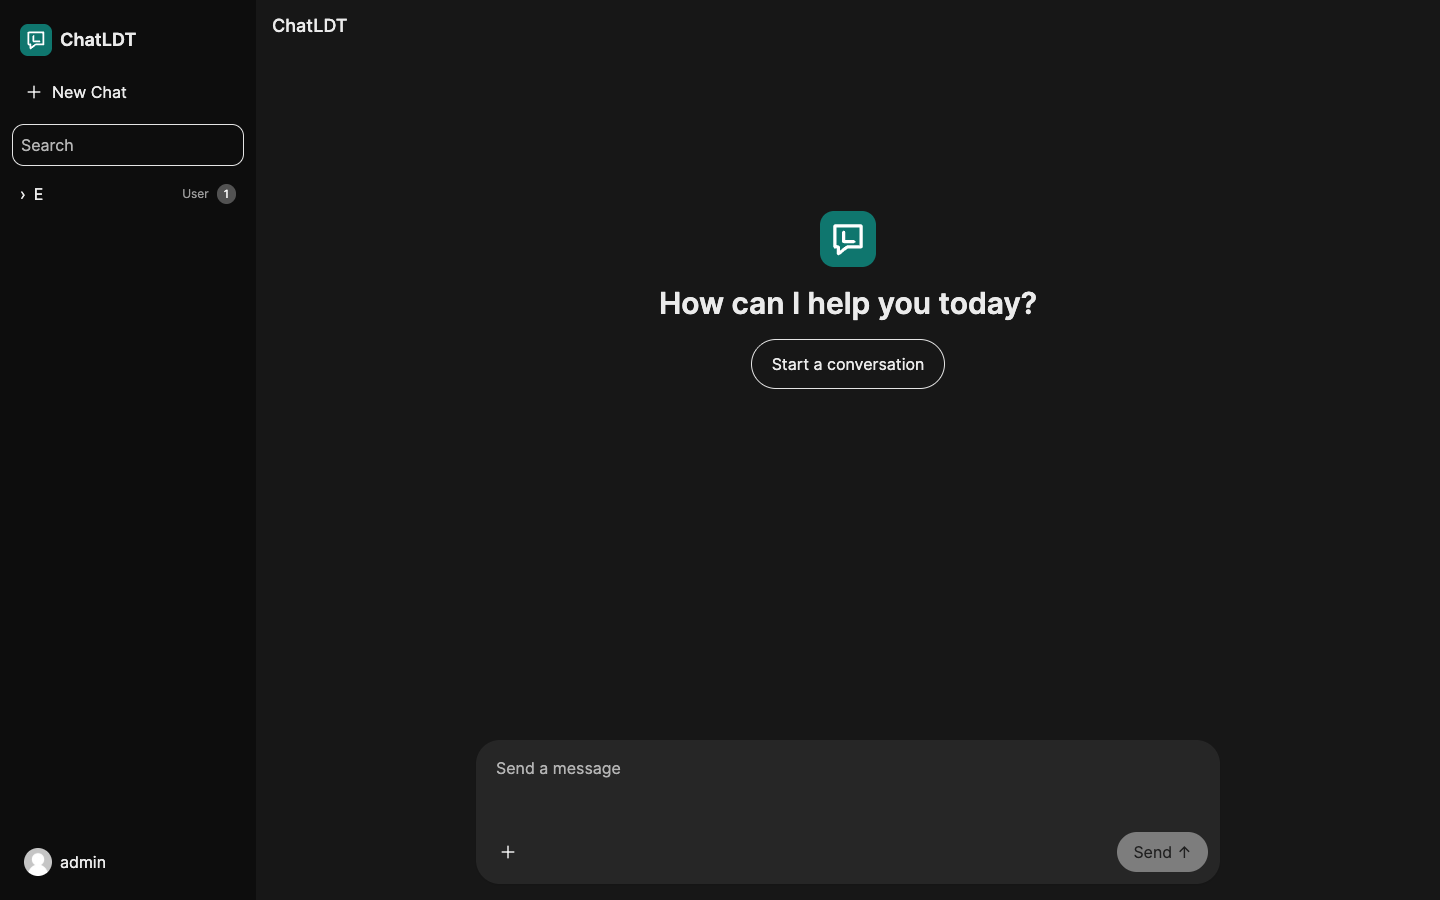 ChatLDT
New Chat
Search
E
User
1
admin
ChatLDT
How can I help you today?
Start a conversation
Send a message
Send ↑